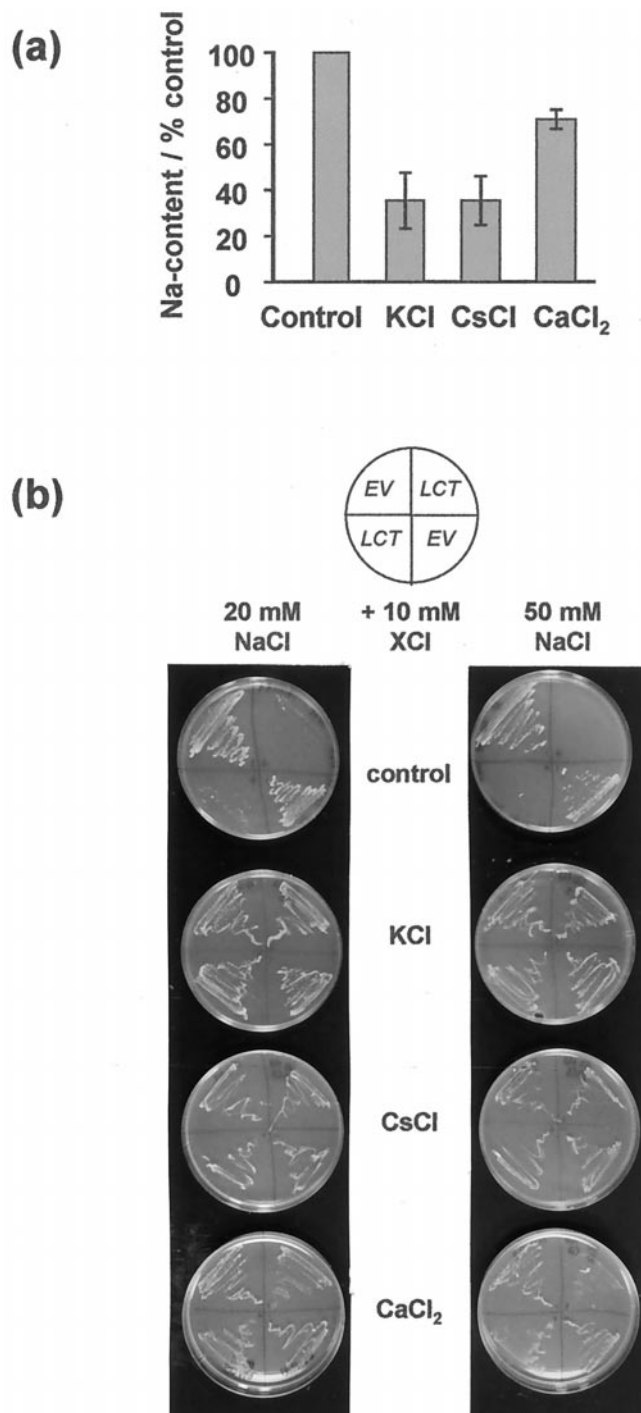 (a)
Na-content / % control
100
80
60
40
20
0
Control KCl CsCl CaCl₂
(b)
EV LCT
LCT EV
20 mM + 10 mM 50 mM
NaCl XCl NaCl
control
KCl
CsCl
CaCl₂